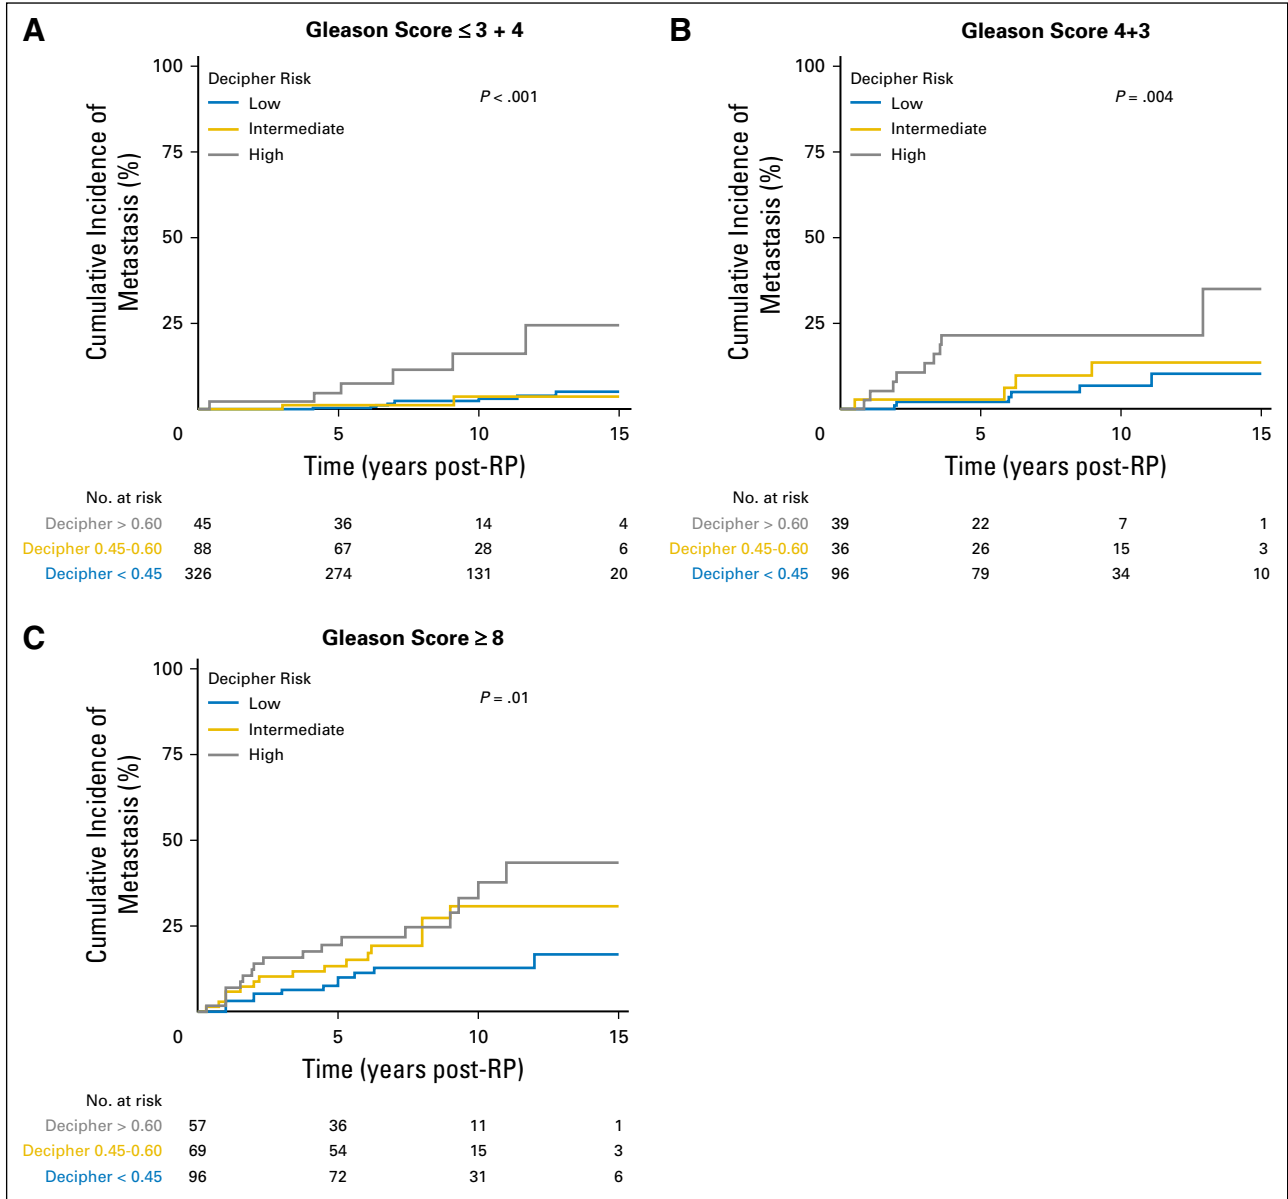 A
Gleason Score ≤ 3 + 4
Cumulative Incidence of
Metastasis (%)
100
75
50
25
0
5
10
15
Decipher Risk
Low
Intermediate
High
P < .001
Time (years post-RP)
No. at risk
Decipher > 0.60 45 36 14 4
Decipher 0.45-0.60 88 67 28 6
Decipher < 0.45 326 274 131 20
B
Gleason Score 4+3
Cumulative Incidence of
Metastasis (%)
100
75
50
25
0
5
10
15
Decipher Risk
Low
Intermediate
High
P = .004
Time (years post-RP)
No. at risk
Decipher > 0.60 39 22 7 1
Decipher 0.45-0.60 36 26 15 3
Decipher < 0.45 96 79 34 10
C
Gleason Score ≥ 8
Cumulative Incidence of
Metastasis (%)
100
75
50
25
0
5
10
15
Decipher Risk
Low
Intermediate
High
P = .01
Time (years post-RP)
No. at risk
Decipher > 0.60 57 36 11 1
Decipher 0.45-0.60 69 54 15 3
Decipher < 0.45 96 72 31 6